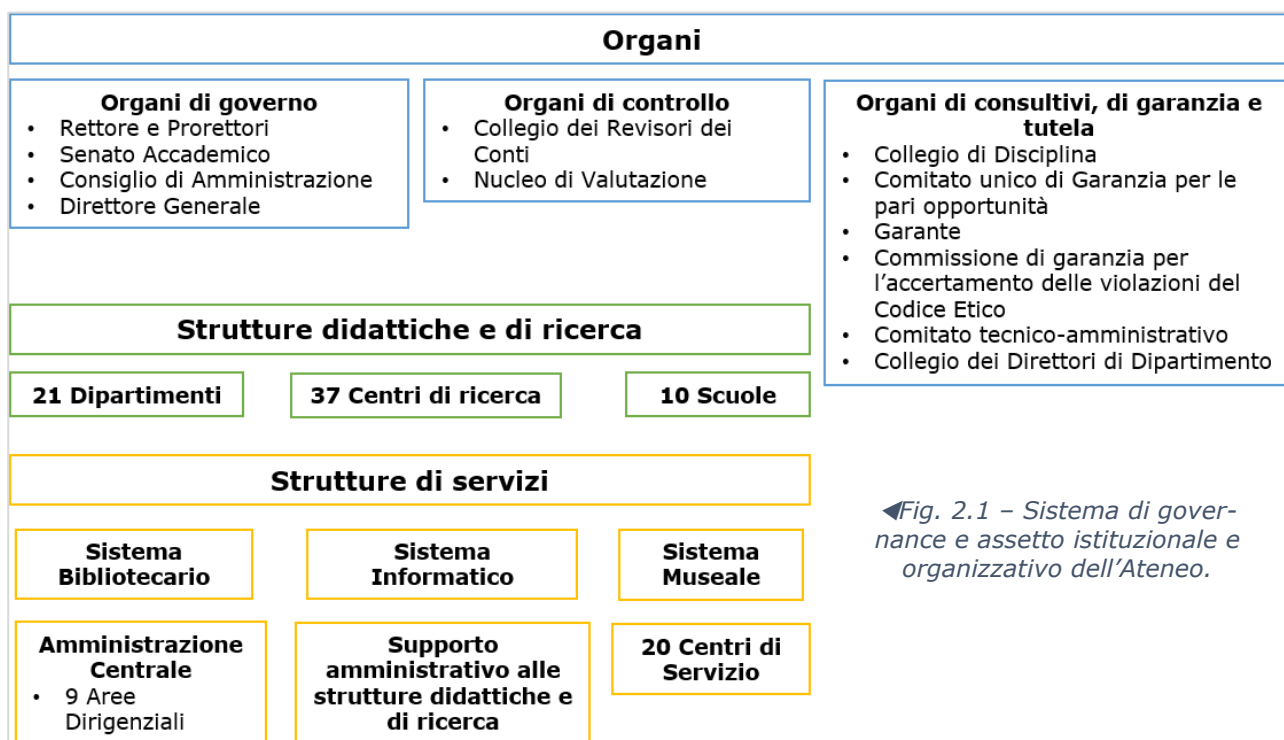 Organi
Organi di governo
• Rettore e Prorettori
• Senato Accademico
• Consiglio di Amministrazione
• Direttore Generale
Organi di controllo
• Collegio dei Revisori dei
Conti
• Nucleo di Valutazione
Organi di consultivi, di garanzia e
tutela
• Collegio di Disciplina
• Comitato unico di Garanzia per le
pari opportunità
• Garante
• Commissione di garanzia per
l'accertamento delle violazioni del
Codice Etico
• Comitato tecnico-amministrativo
• Collegio dei Direttori di Dipartimento
Strutture didattiche e di ricerca
21 Dipartimenti
37 Centri di ricerca
10 Scuole
Strutture di servizi
Sistema
Bibliotecario
Sistema
Informatico
Sistema
Museale
Amministrazione
Centrale
• 9 Aree
Dirigenziali
Supporto
amministrativo alle
strutture didattiche e
di ricerca
20 Centri di
Servizio
◀Fig. 2.1 – Sistema di gover-
nance e assetto istituzionale e
organizzativo dell'Ateneo.